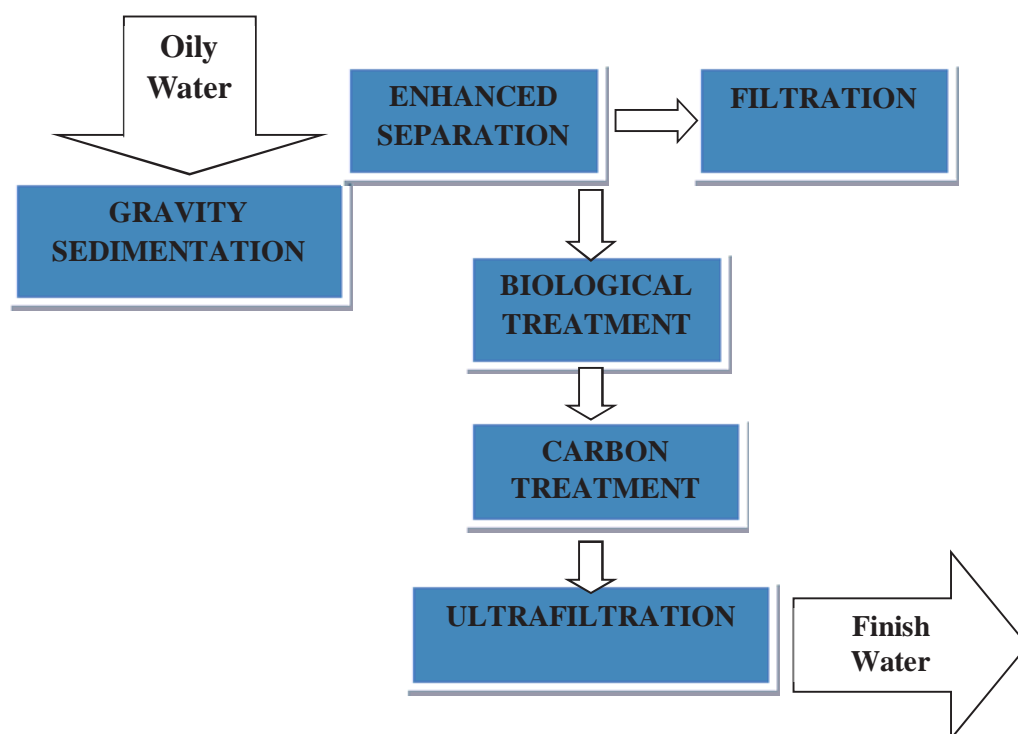 Oily
Water
GRAVITY
SEDIMENTATION
ENHANCED
SEPARATION
FILTRATION
BIOLOGICAL
TREATMENT
CARBON
TREATMENT
ULTRAFILTRATION
Finish
Water